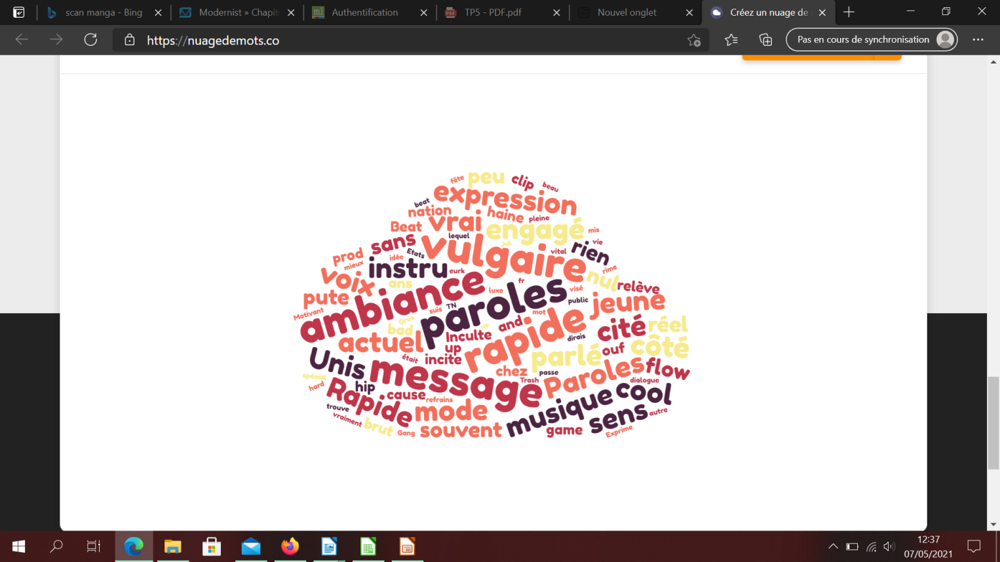 scan manga - Bing
Modernist » Chapit
Authentification
TP5 - PDF.pdf
Nouvel onglet
Créez un nuage de
https://nuagedemots.co
Pas en cours de synchronisation
fête peu clip beau
expression
beat nation haine pleine
Beat vrai engagé mis
lequel
sans vulgaire Jul vital rien vie
prod idée Etats
mieux instru eurk nul rime
voix ans ambiance luxe fr visé relève
pute paroles public jeune
Motivant suis TN mot
Gros bad us and cité réel
actuel Inculte rapide dirais côté
up parlé ouf
Unis était incite chez passe flow
spécial message Trash Paroles dialogue
hard hip cause refrains cool
Rapide mode musique
trouve sens autre
vraiment brut Gang souvent game Exprime
12:37
07/05/2021